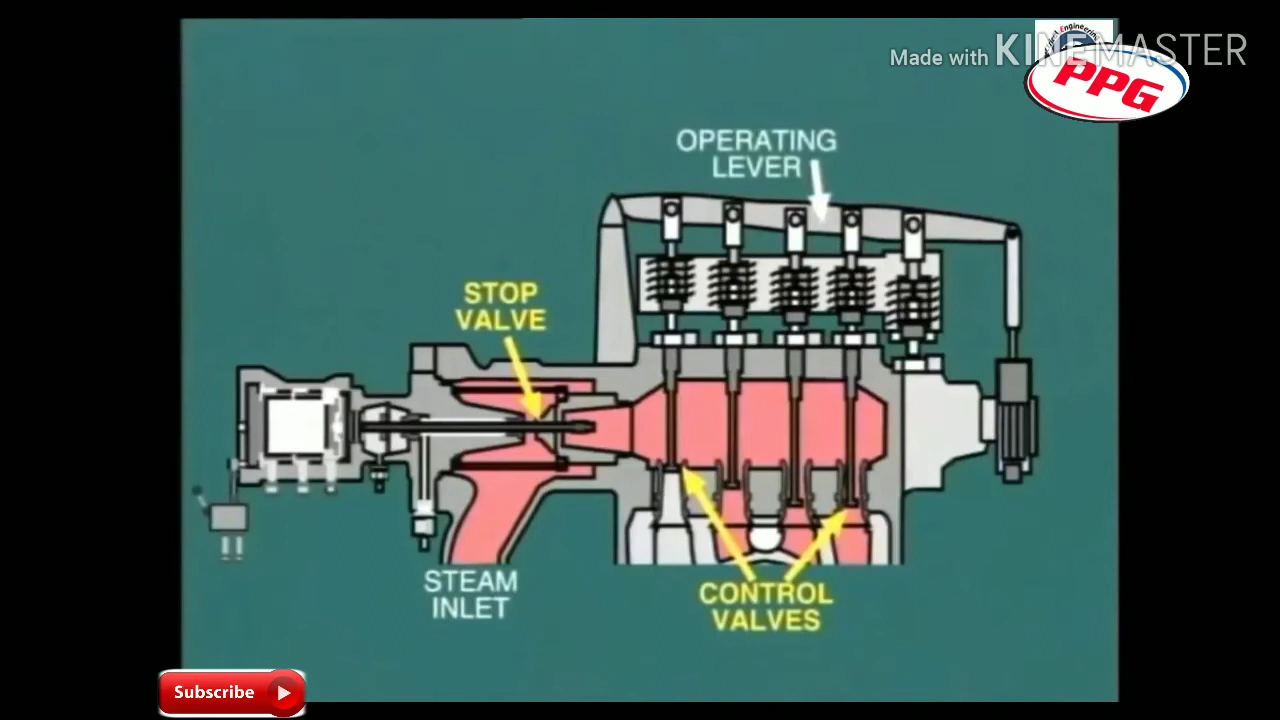 Made with KINEMASTER
PPG
OPERATING
LEVER
STOP
VALVE
STEAM
INLET
CONTROL
VALVES
Subscribe